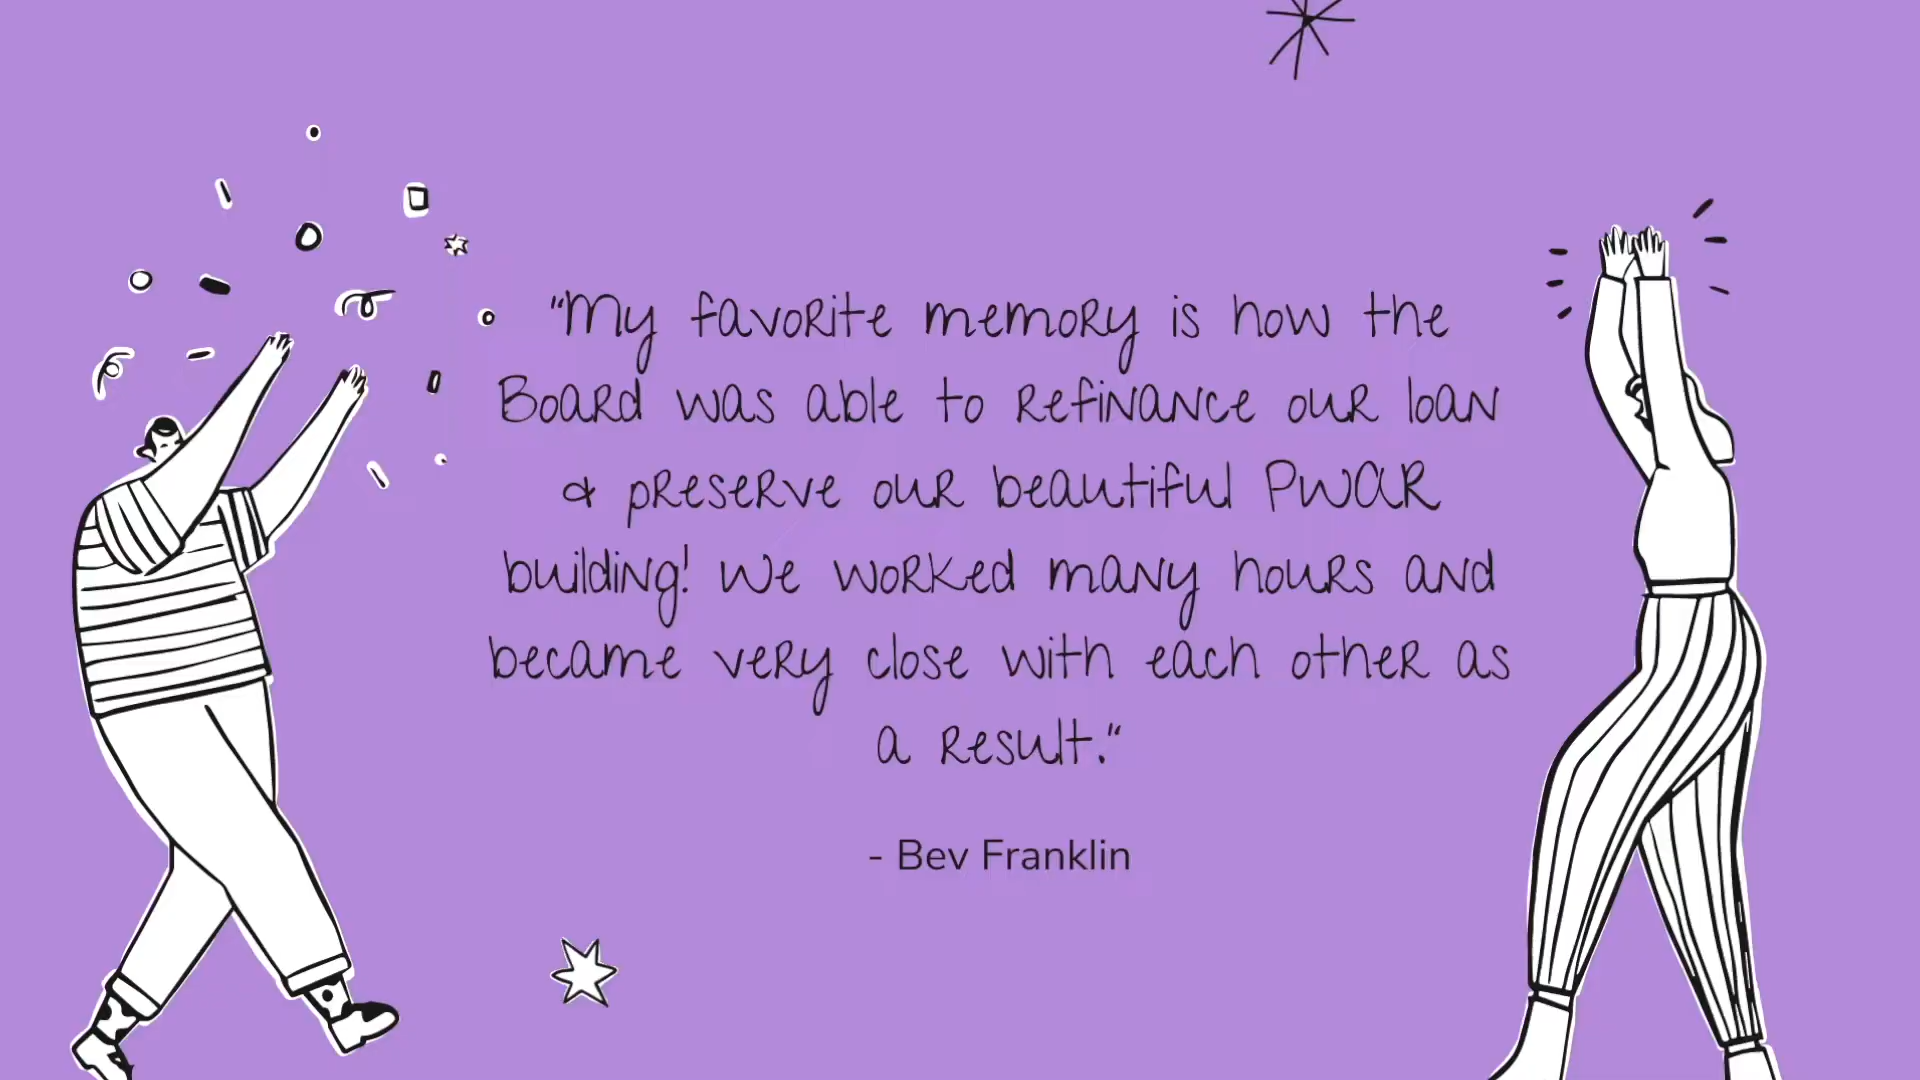 "My favorite memory is how the
Board was able to refinance our loan
& preserve our beautiful PWAR
building! We worked many hours and
became very close with each other as
a result."
- Bev Franklin